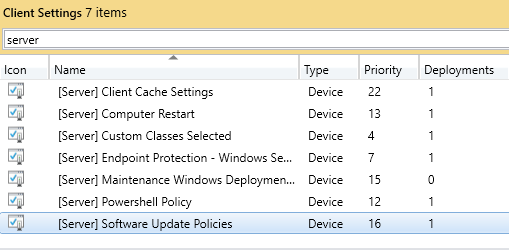 Client Settings 7 items
server
Icon Name Type Priority Deployments
[Server] Client Cache Settings Device 22 1
[Server] Computer Restart Device 13 1
[Server] Custom Classes Selected Device 4 1
[Server] Endpoint Protection - Windows Se... Device 7 1
[Server] Maintenance Windows Deploymen... Device 15 0
[Server] Powershell Policy Device 12 1
[Server] Software Update Policies Device 16 1